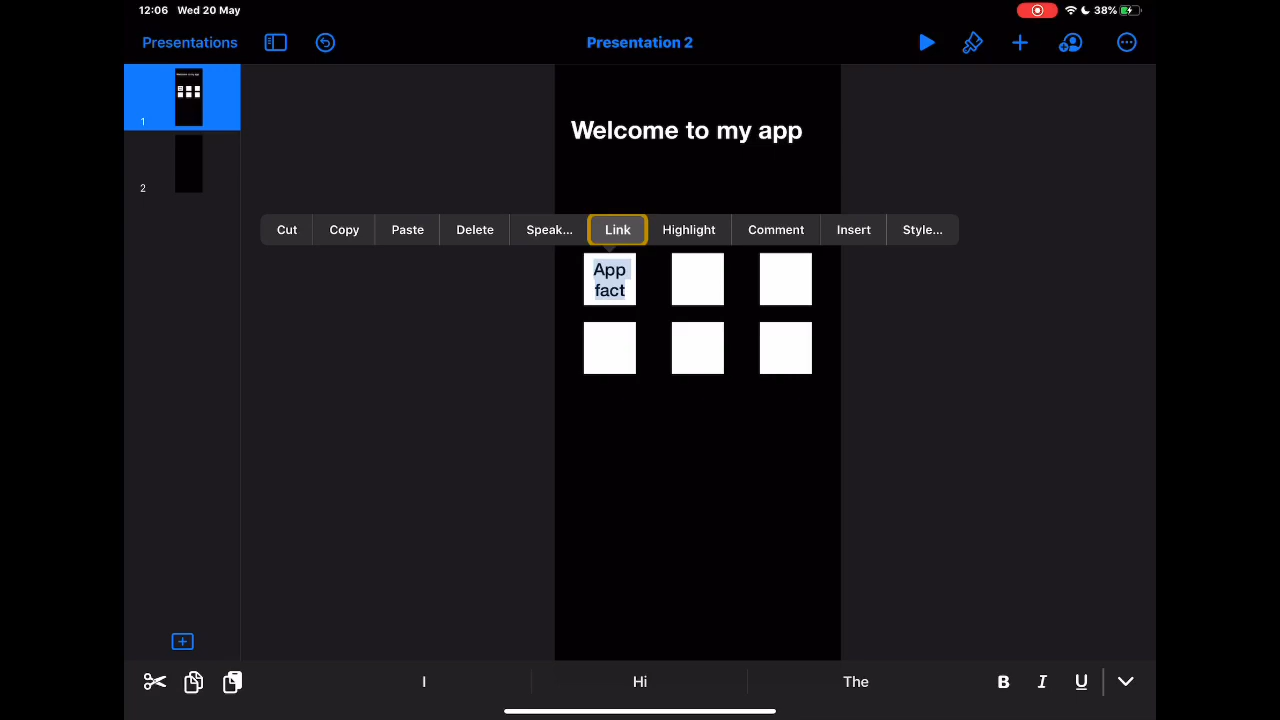 12:06 Wed 20 May 38%
Presentations Presentation 2
1
Welcome to my app
2
Cut Copy Paste Delete Speak... Link Highlight Comment Insert Style...
App
fact
I Hi The B I U